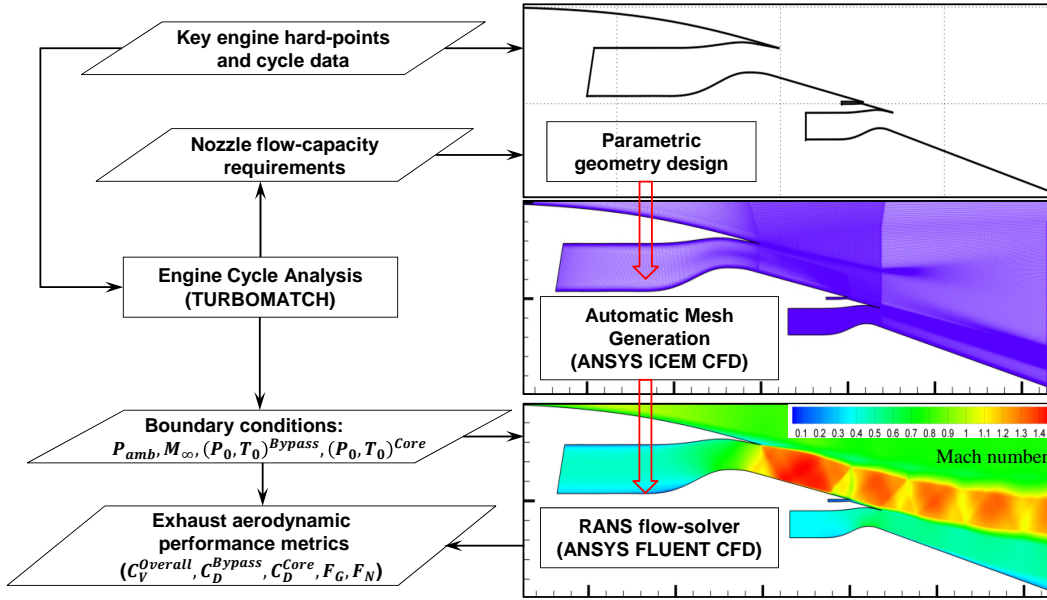 Key engine hard-points
and cycle data
Nozzle flow-capacity
requirements
Parametric
geometry design
Engine Cycle Analysis
(TURBOMATCH)
Automatic Mesh
Generation
(ANSYS ICEM CFD)
Boundary conditions:
P_{amb}, M_∞, (P_0, T_0)^{Bypass}, (P_0, T_0)^{Core}
0.1 0.2 0.3 0.4 0.5 0.6 0.7 0.8 0.9 1.1 1.2 1.3 1.4
Mach number
RANS flow-solver
(ANSYS FLUENT CFD)
Exhaust aerodynamic
performance metrics
(C_V^{Overall}, C_D^{Bypass}, C_D^{Core}, F_G, F_N)